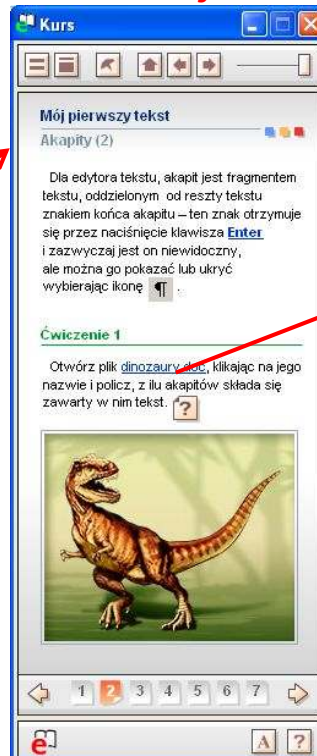 Kurs
Mój pierwszy tekst
Akapity (2)
Dla edytora tekstu, akapit jest fragmentem
tekstu, oddzielonym od reszty tekstu
znakiem końca akapitu – ten znak otrzymuje
się przez naciśnięcie klawisza Enter
i zazwyczaj jest on niewidoczny,
ale można go pokazać lub ukryć
wybierając ikonę ¶ .
Ćwiczenie 1
Otwórz plik dinozaury.doc, klikając na jego
nazwie i policz, z ilu akapitów składa się
zawarty w nim tekst. ?
1 2 3 4 5 6 7
e A ?